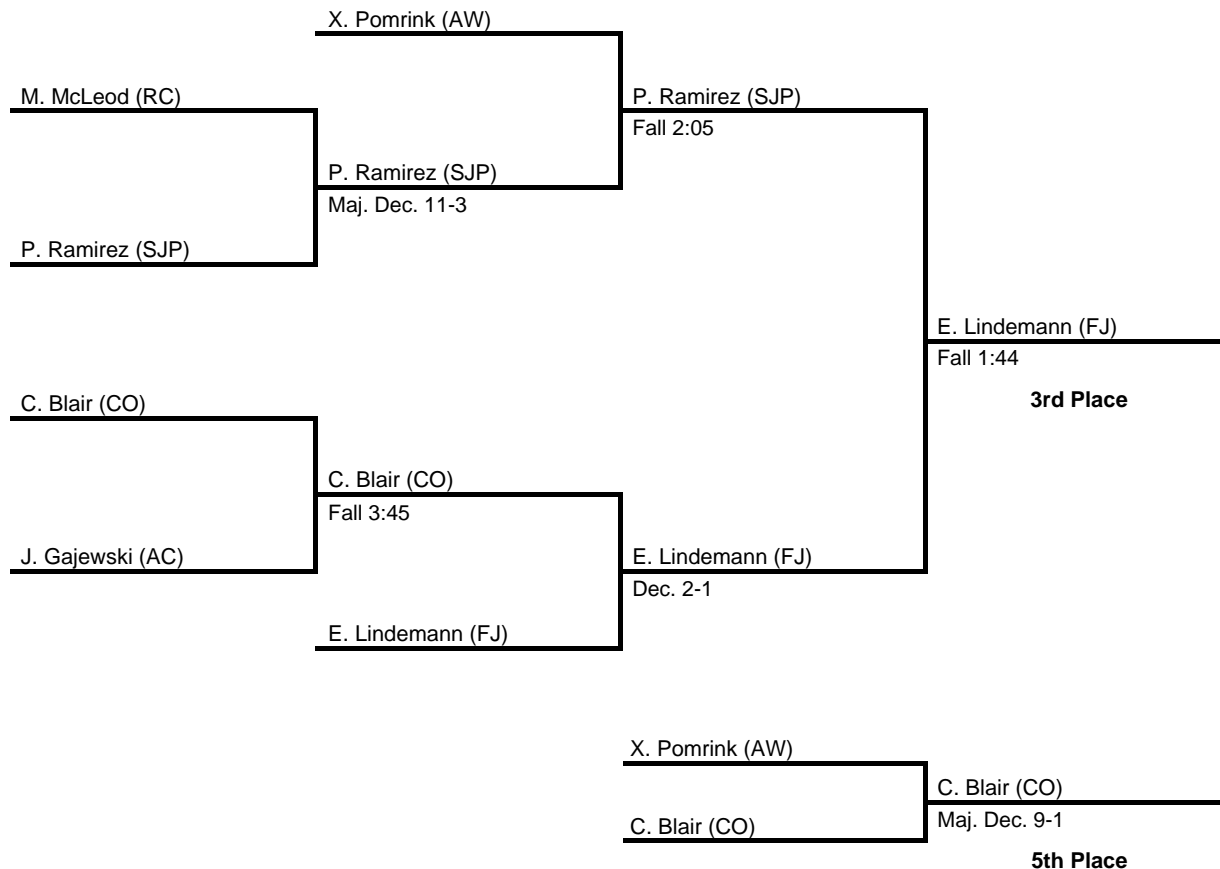 X. Pomrink (AW)
M. McLeod (RC)
P. Ramirez (SJP)
Fall 2:05
P. Ramirez (SJP)
Maj. Dec. 11-3
P. Ramirez (SJP)
E. Lindemann (FJ)
Fall 1:44
3rd Place
C. Blair (CO)
C. Blair (CO)
Fall 3:45
J. Gajewski (AC)
E. Lindemann (FJ)
Dec. 2-1
E. Lindemann (FJ)
X. Pomrink (AW)
C. Blair (CO)
Maj. Dec. 9-1
C. Blair (CO)
5th Place